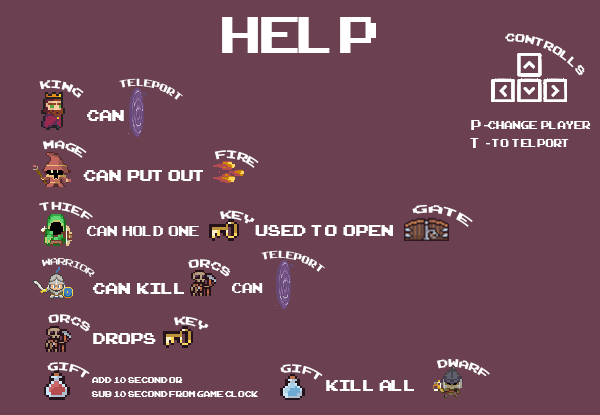 HELP
CONTROLLS
P -CHANGE PLAYER
T -TO TELPORT
KING CAN TELEPORT
MAGE CAN PUT OUT FIRE
THIEF CAN HOLD ONE KEY USED TO OPEN GATE
WARRIOR CAN KILL ORCS CAN TELEPORT
ORCS DROPS KEY
GIFT ADD 10 SECOND OR
SUB 10 SECOND FROM GAME CLOCK
GIFT KILL ALL DWARF